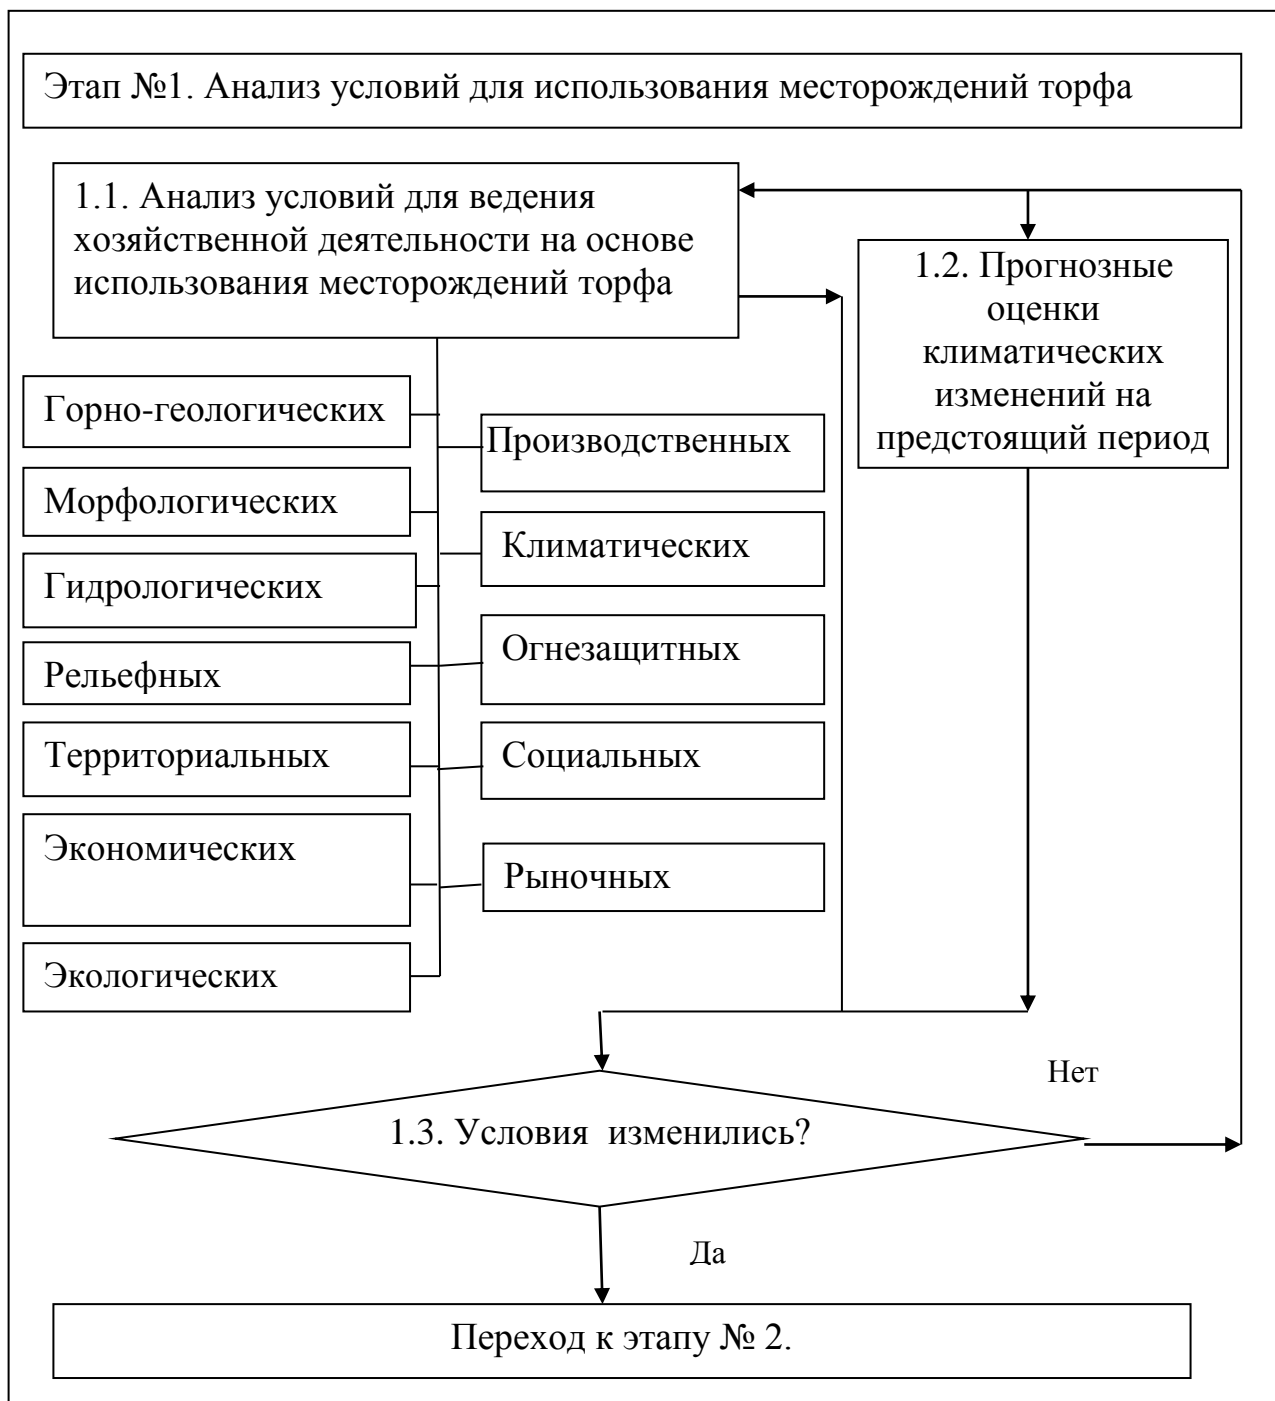 Этап №1. Анализ условий для использования месторождений торфа
1.1. Анализ условий для ведения
хозяйственной деятельности на основе
использования месторождений торфа
1.2. Прогнозные
оценки
климатических
изменений на
предстоящий период
Горно-геологических
Морфологических
Гидрологических
Рельефных
Территориальных
Экономических
Экологических
Производственных
Климатических
Огнезащитных
Социальных
Рыночных
Нет
1.3. Условия изменились?
Да
Переход к этапу № 2.